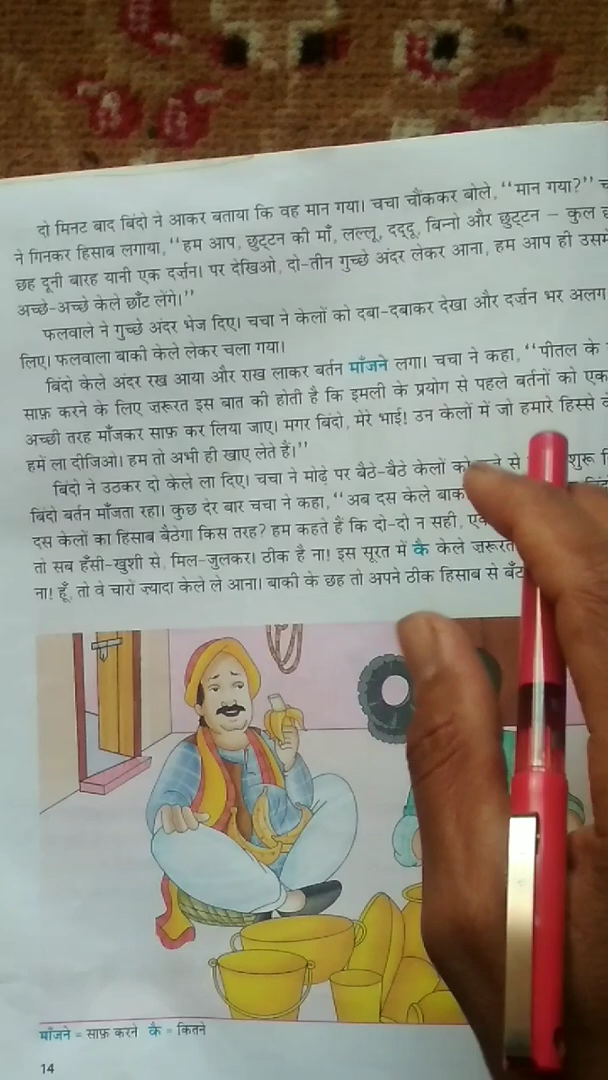 दो मिनट बाद बिंदो ने आकर बताया कि वह मान गया। चचा चौंककर बोले, “मान गया?”
ने गिनकर हिसाब लगाया, “हम आप, छुट्टन की माँ, लल्लू, दद्दू, बिन्नो और छुट्टन – कुल
छह दूनी बारह यानी एक दर्जन। पर देखिओ, दो-तीन गुच्छे अंदर लेकर आना, हम आप ही
अच्छे-अच्छे केले छाँट लेंगे।”
फलवाले ने गुच्छे अंदर भेज दिए। चचा ने केलों को दबा-दबाकर देखा और दर्जन भर अलग
लिए। फलवाला बाकी केले लेकर चला गया।
बिंदो केले अंदर रख आया और राख लाकर बर्तन माँजने लगा। चचा ने कहा, “पीतल के
साफ़ करने के लिए ज़रूरत इस बात की होती है कि इमली के प्रयोग से पहले बर्तनों को एक
अच्छी तरह माँजकर साफ़ कर लिया जाए। मगर बिंदो, मेरे भाई! उन केलों में जो हमारे हिस्से
हमें ला दीजिओ। हम तो अभी ही खाए लेते हैं।”
बिंदो ने उठकर दो केले ला दिए। चचा ने मोढ़े पर बैठे-बैठे केलों को से शुरू
बिंदो बर्तन माँजता रहा। कुछ देर बार चचा ने कहा, “अब दस केले
दस केलों का हिसाब बैठेगा किस तरह? हम कहते हैं कि दो-दो न सही,
तो सब हँसी-खुशी से, मिल-जुलकर। ठीक है ना! इस सूरत में कै केले
ना! हूँ, तो वे चारों ज़्यादा केले ले आना। बाकी के छह तो अपने ठीक हिसाब से
माँजने = साफ़ करने कै = कितने
14